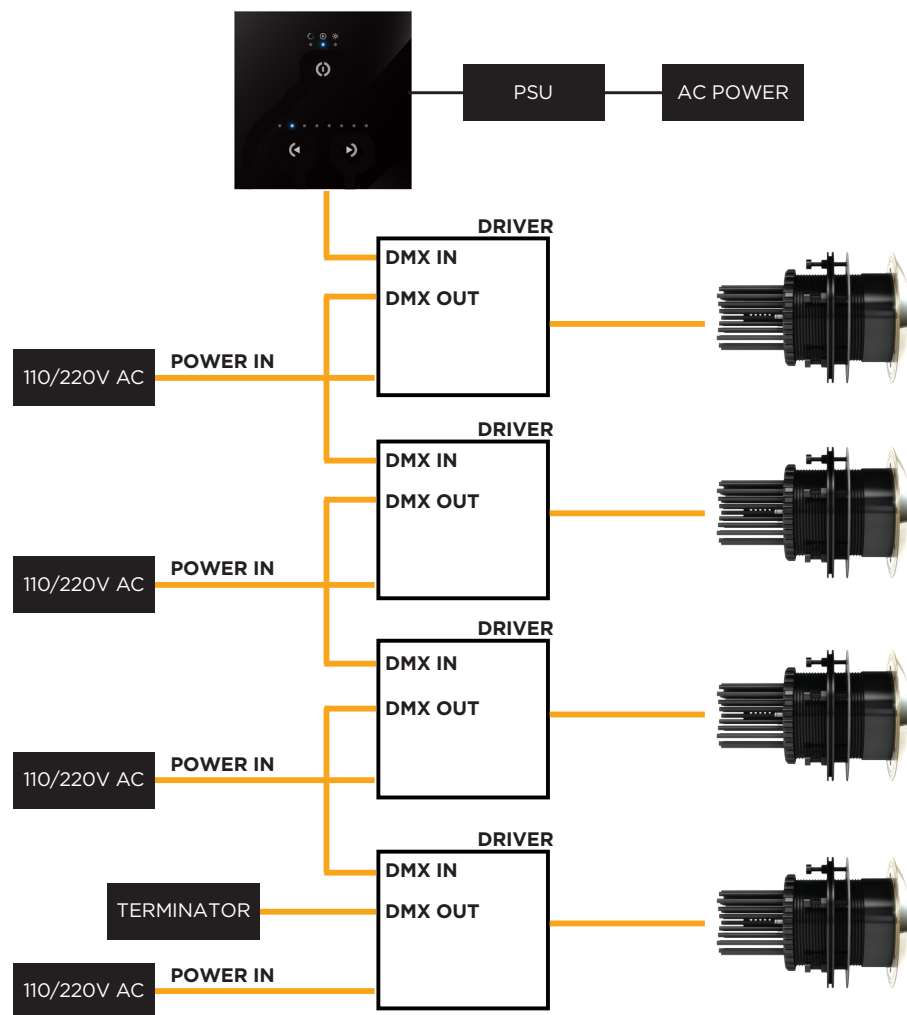 PSU
AC POWER
DRIVER
DMX IN
DMX OUT
POWER IN
110/220V AC
DRIVER
DMX IN
DMX OUT
POWER IN
110/220V AC
DRIVER
DMX IN
DMX OUT
POWER IN
110/220V AC
DRIVER
DMX IN
TERMINATOR
DMX OUT
POWER IN
110/220V AC